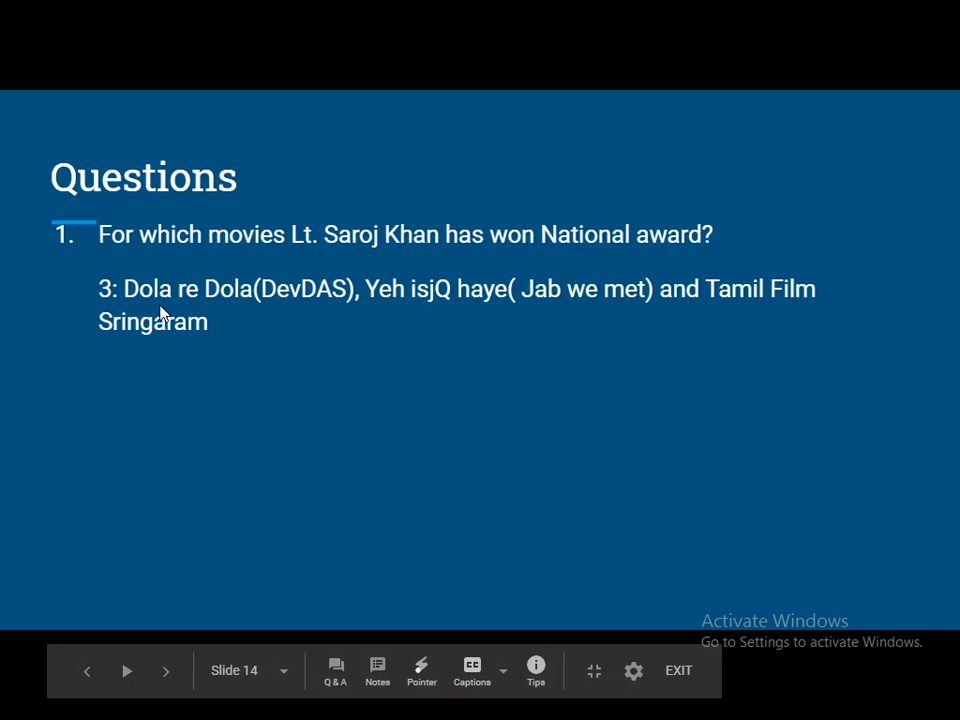 Questions
1. For which movies Lt. Saroj Khan has won National award?
3: Dola re Dola(DevDAS), Yeh isjQ haye( Jab we met) and Tamil Film
Sringaram
Activate Windows
Go to Settings to activate Windows.
Slide 14
Q & A
Notes
Pointer
CC
Captions
Tips
EXIT